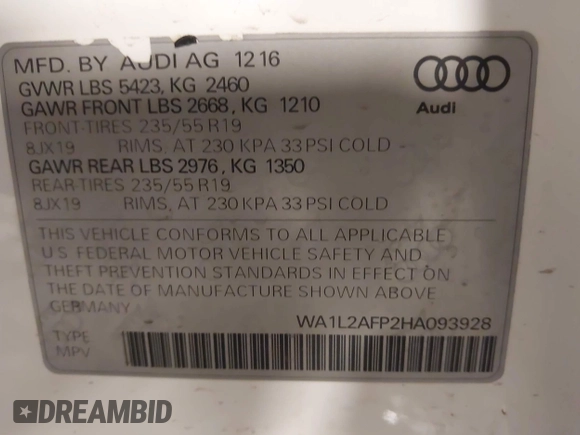 MFD. BY AUDI AG 12 16
GVWR LBS 5423, KG 2460
GAWR FRONT LBS 2668, KG 1210
FRONT-TIRES 235/55 R19
8JX19 RIMS, AT 230 KPA 33 PSI COLD
GAWR REAR LBS 2976, KG 1350
REAR-TIRES 235/55 R19
8JX19 RIMS, AT 230 KPA 33 PSI COLD
Audi
THIS VEHICLE CONFORMS TO ALL APPLICABLE
U.S. FEDERAL MOTOR VEHICLE SAFETY AND
THEFT PREVENTION STANDARDS IN EFFECT ON
THE DATE OF MANUFACTURE SHOWN ABOVE.
GERMANY
WA1L2AFP2HA093928
TYPE
MPV
DREAMBID